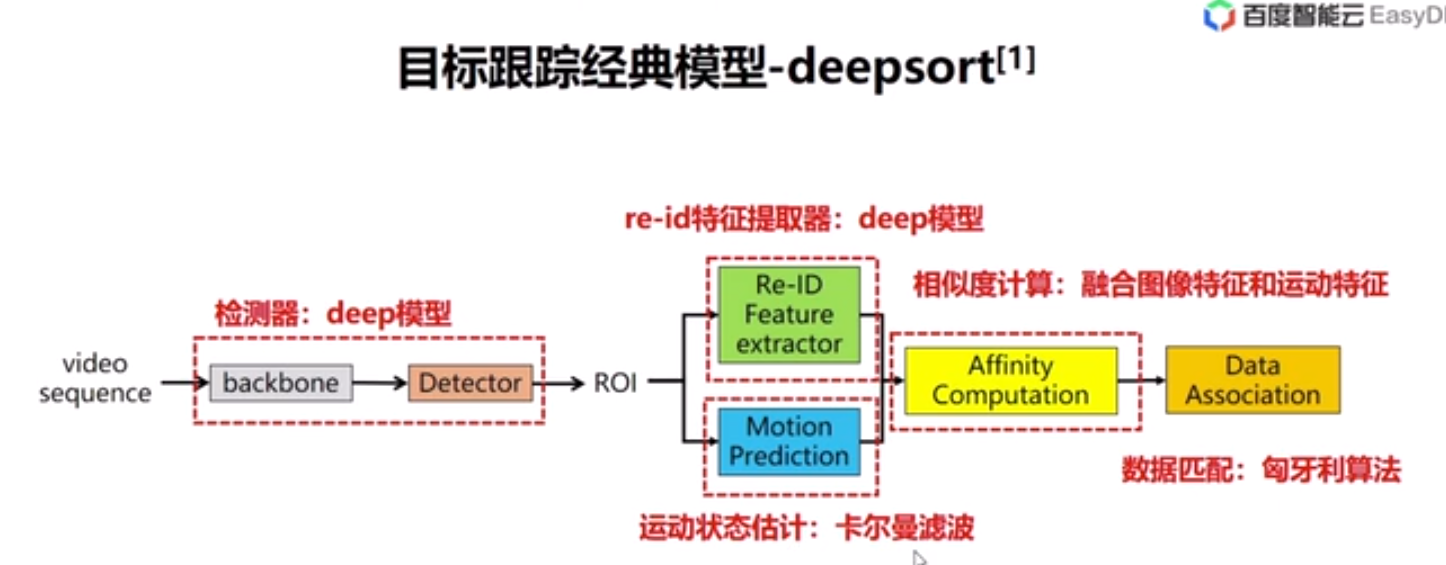 百度智能云 EasyDL
目标跟踪经典模型-deepsort[1]
re-id特征提取器：deep模型
相似度计算：融合图像特征和运动特征
检测器：deep模型
video
sequence
backbone
Detector
ROI
Re-ID
Feature
extractor
Motion
Prediction
Affinity
Computation
Data
Association
数据匹配：匈牙利算法
运动状态估计：卡尔曼滤波